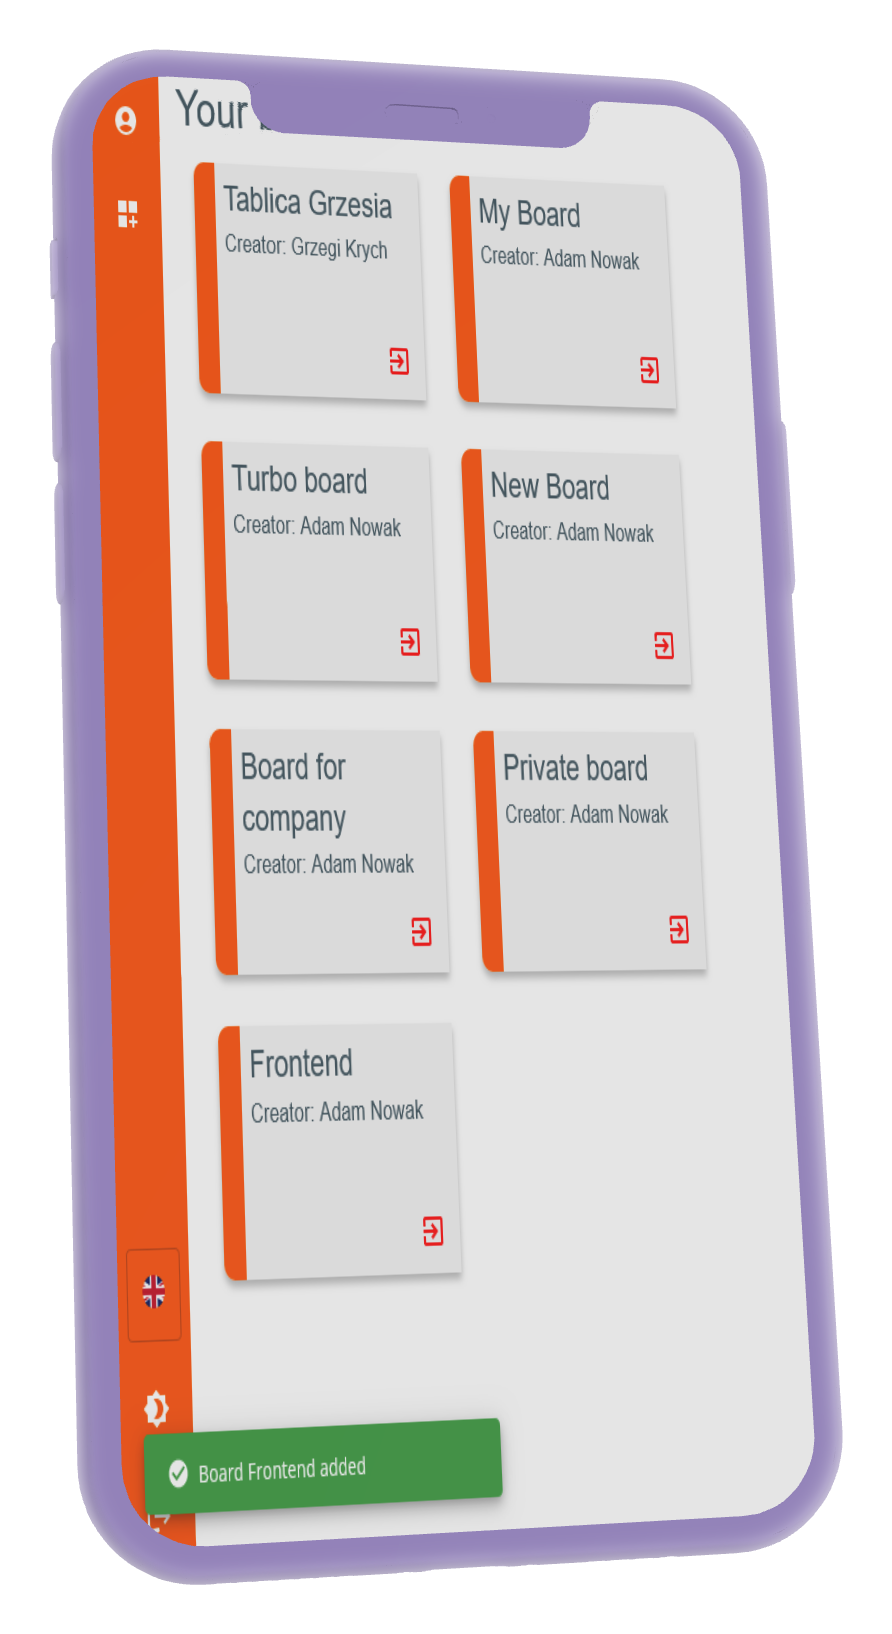 Your
Tablica Grzesia
Creator: Grzegi Krych
My Board
Creator: Adam Nowak
Turbo board
Creator: Adam Nowak
New Board
Creator: Adam Nowak
Board for
company
Creator: Adam Nowak
Private board
Creator: Adam Nowak
Frontend
Creator: Adam Nowak
Board Frontend added